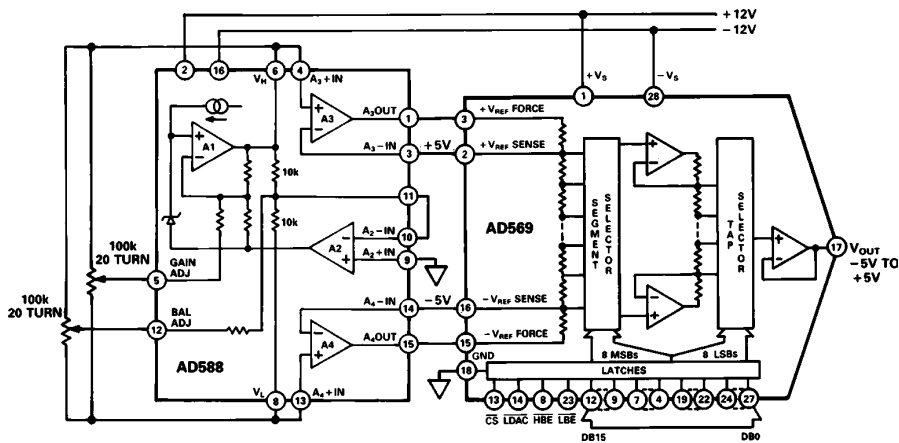 +12V
−12V
2
16
VH
6
4
A3+IN
+VS
−VS
1
28
A1
A3
A3OUT
1
3
+VREF FORCE
A3−IN
3
+5V
2
+VREF SENSE
10k
11
10k
A2
A2−IN
10
A2+IN
9
AD569
SEGMENT
SELECTOR
TAP
SELECTOR
17
VOUT
−5V TO
+5V
100k
20 TURN
GAIN
ADJ
5
100k
20 TURN
BAL
ADJ
12
A4−IN
14
−5V
16
−VREF SENSE
A4
A4OUT
15
15
−VREF FORCE
AD588
GND
18
8 MSBs
8 LSBs
LATCHES
VL
8
13
A4+IN
13
14
8
23
12
9
7
4
19
22
24
27
CS
LDAC
HBE
LBE
DB15
DB0